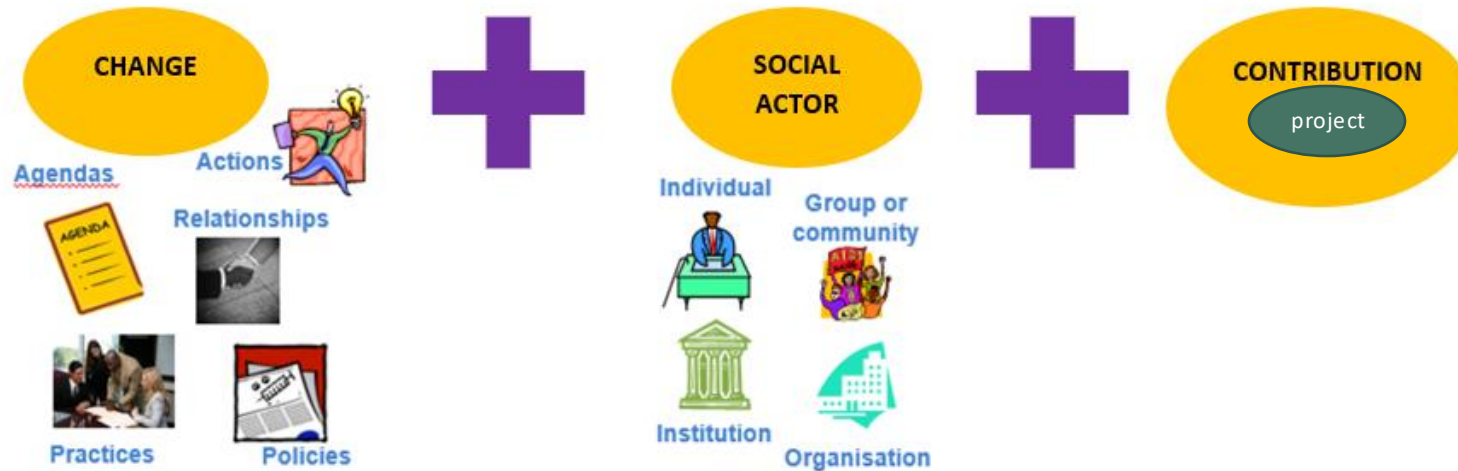 CHANGE
Actions
Agendas
AGENDA
Relationships
Practices
Policies
SOCIAL
ACTOR
Individual
Group or
community
Institution
Organisation
CONTRIBUTION
project